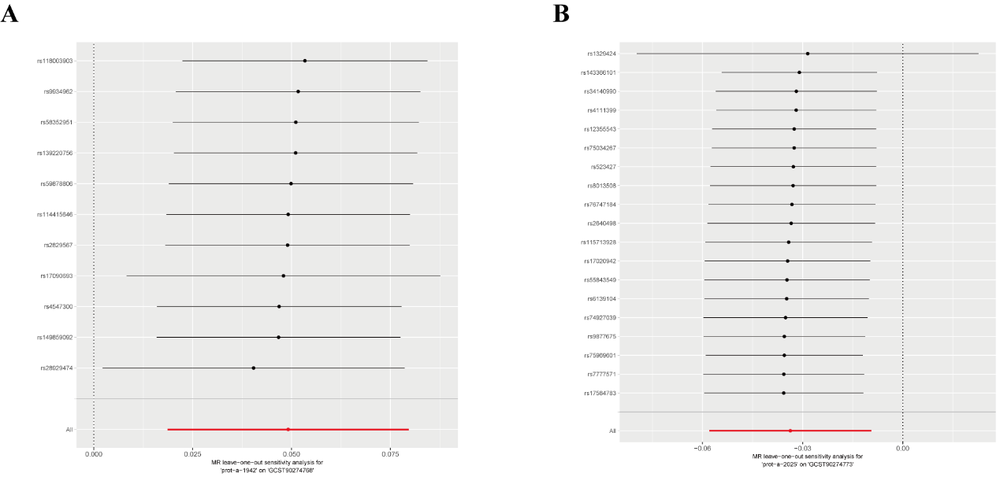 A
rs118003903
rs9934962
rs58352951
rs139220756
rs59878806
rs114415646
rs2829567
rs17090693
rs4547300
rs149859092
rs28929474
All
0.000 0.025 0.050 0.075
MR leave−one−out sensitivity analysis for
'prot−a−1942' on 'GCST90274768'
B
rs1329424
rs143366101
rs34140990
rs4111399
rs12355543
rs75034267
rs523427
rs8013508
rs76747184
rs2640498
rs115713928
rs17020942
rs55843549
rs6139104
rs74927039
rs9877675
rs75969601
rs7777571
rs17584783
All
−0.06 −0.03 0.00
MR leave−one−out sensitivity analysis for
'prot−a−2025' on 'GCST90274773'